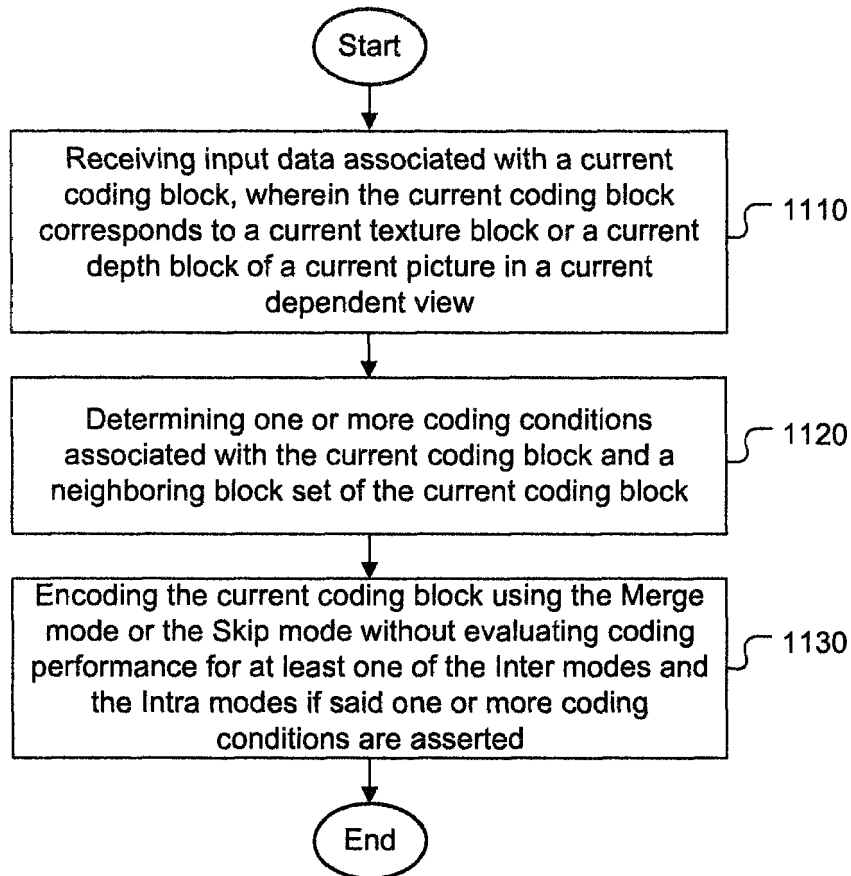 Start
Receiving input data associated with a current
coding block, wherein the current coding block
corresponds to a current texture block or a current
depth block of a current picture in a current
dependent view
1110
Determining one or more coding conditions
associated with the current coding block and a
neighboring block set of the current coding block
1120
Encoding the current coding block using the Merge
mode or the Skip mode without evaluating coding
performance for at least one of the Inter modes and
the Intra modes if said one or more coding
conditions are asserted
1130
End